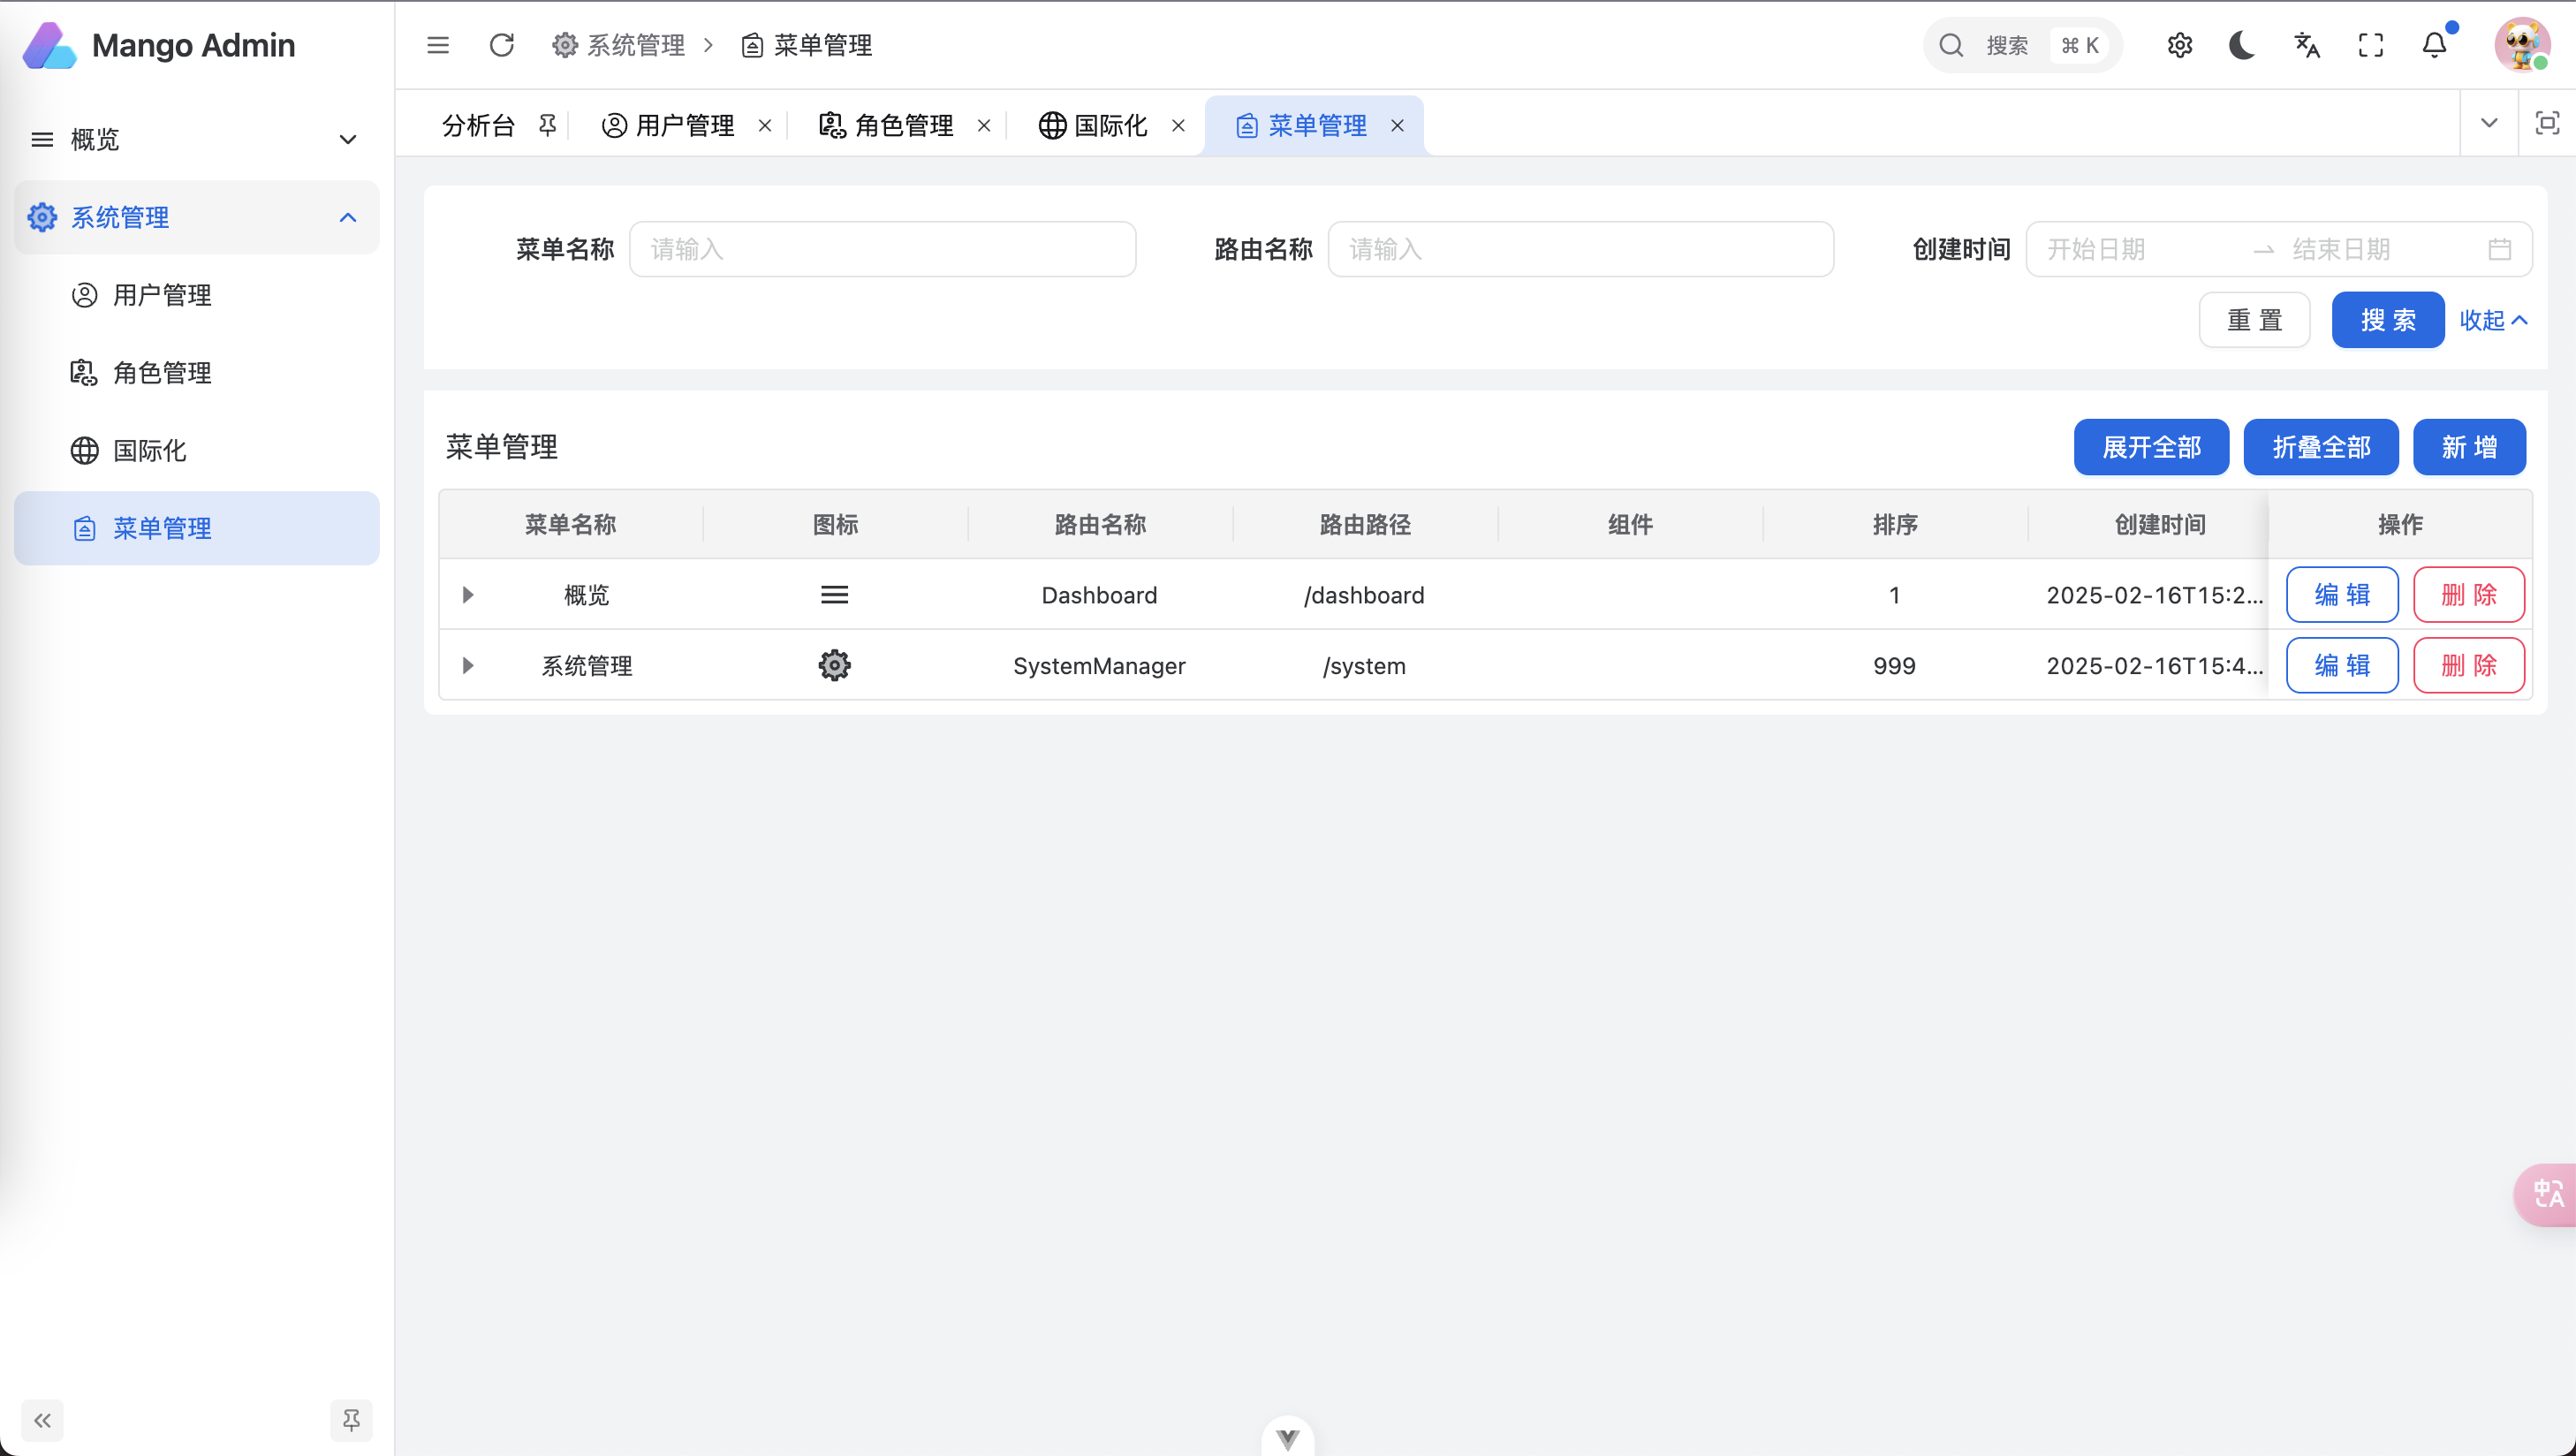 Mango Admin
系统管理
菜单管理
搜索
⌘ K
分析台
用户管理
角色管理
国际化
菜单管理
概览
系统管理
用户管理
角色管理
国际化
菜单管理
菜单名称 请输入
路由名称 请输入
创建时间 开始日期 结束日期
重 置
搜 索
收起
菜单管理
展开全部
折叠全部
新 增
菜单名称 图标 路由名称 路由路径 组件 排序 创建时间 操作
概览 Dashboard /dashboard 1 2025-02-16T15:2... 编 辑 删 除
系统管理 SystemManager /system 999 2025-02-16T15:4... 编 辑 删 除
中 A